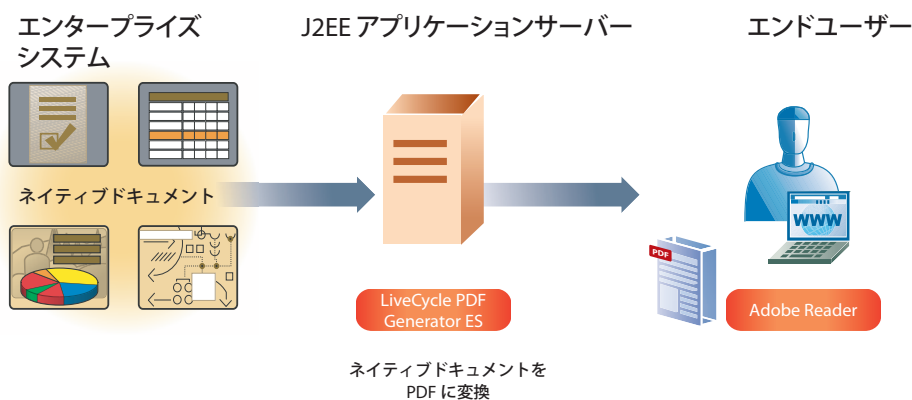 エンタープライズ
システム
J2EE アプリケーションサーバー
エンドユーザー
ネイティブドキュメント
WWW
PDF
LiveCycle PDF
Generator ES
Adobe Reader
ネイティブドキュメントを
PDF に変換